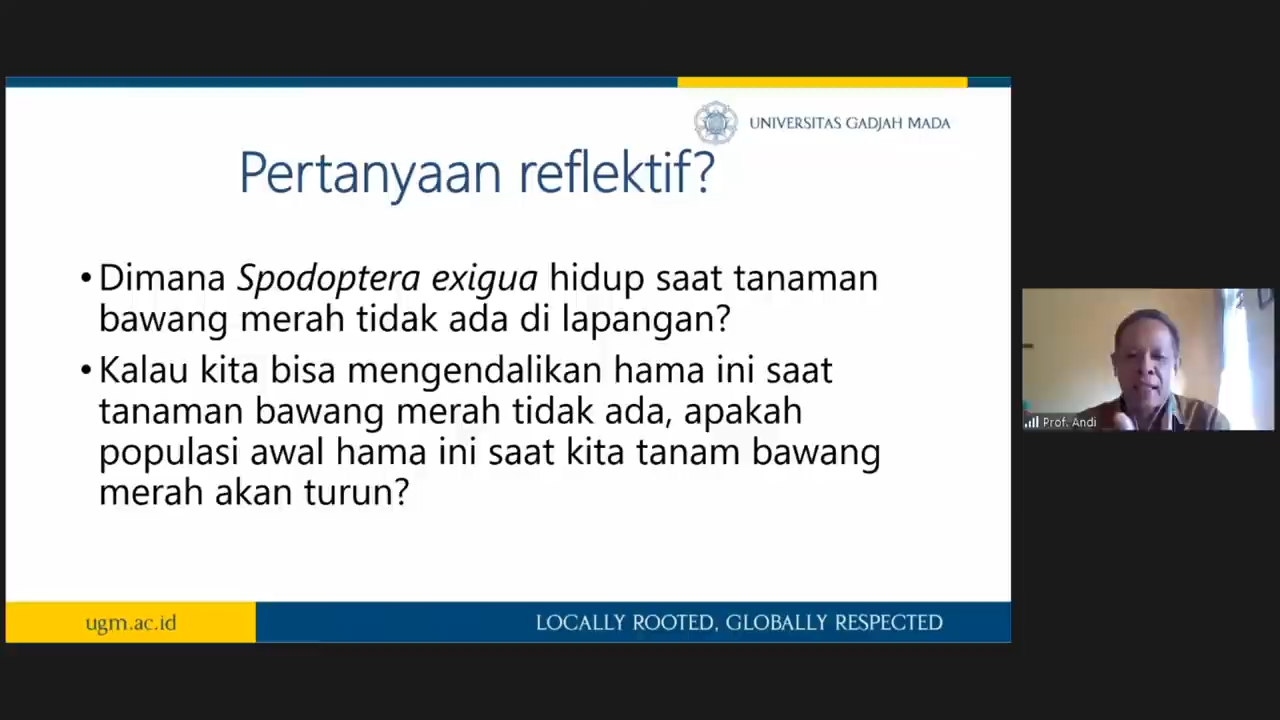 UNIVERSITAS GADJAH MADA
Pertanyaan reflektif?
• Dimana Spodoptera exigua hidup saat tanaman
bawang merah tidak ada di lapangan?
• Kalau kita bisa mengendalikan hama ini saat
tanaman bawang merah tidak ada, apakah
populasi awal hama ini saat kita tanam bawang
merah akan turun?
Prof. Andi
ugm.ac.id
LOCALLY ROOTED, GLOBALLY RESPECTED